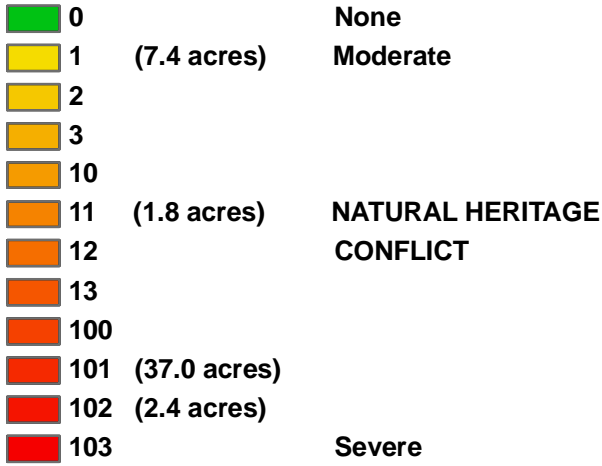 0 None
1 (7.4 acres) Moderate
2
3
10
11 (1.8 acres) NATURAL HERITAGE
12 CONFLICT
13
100
101 (37.0 acres)
102 (2.4 acres)
103 Severe